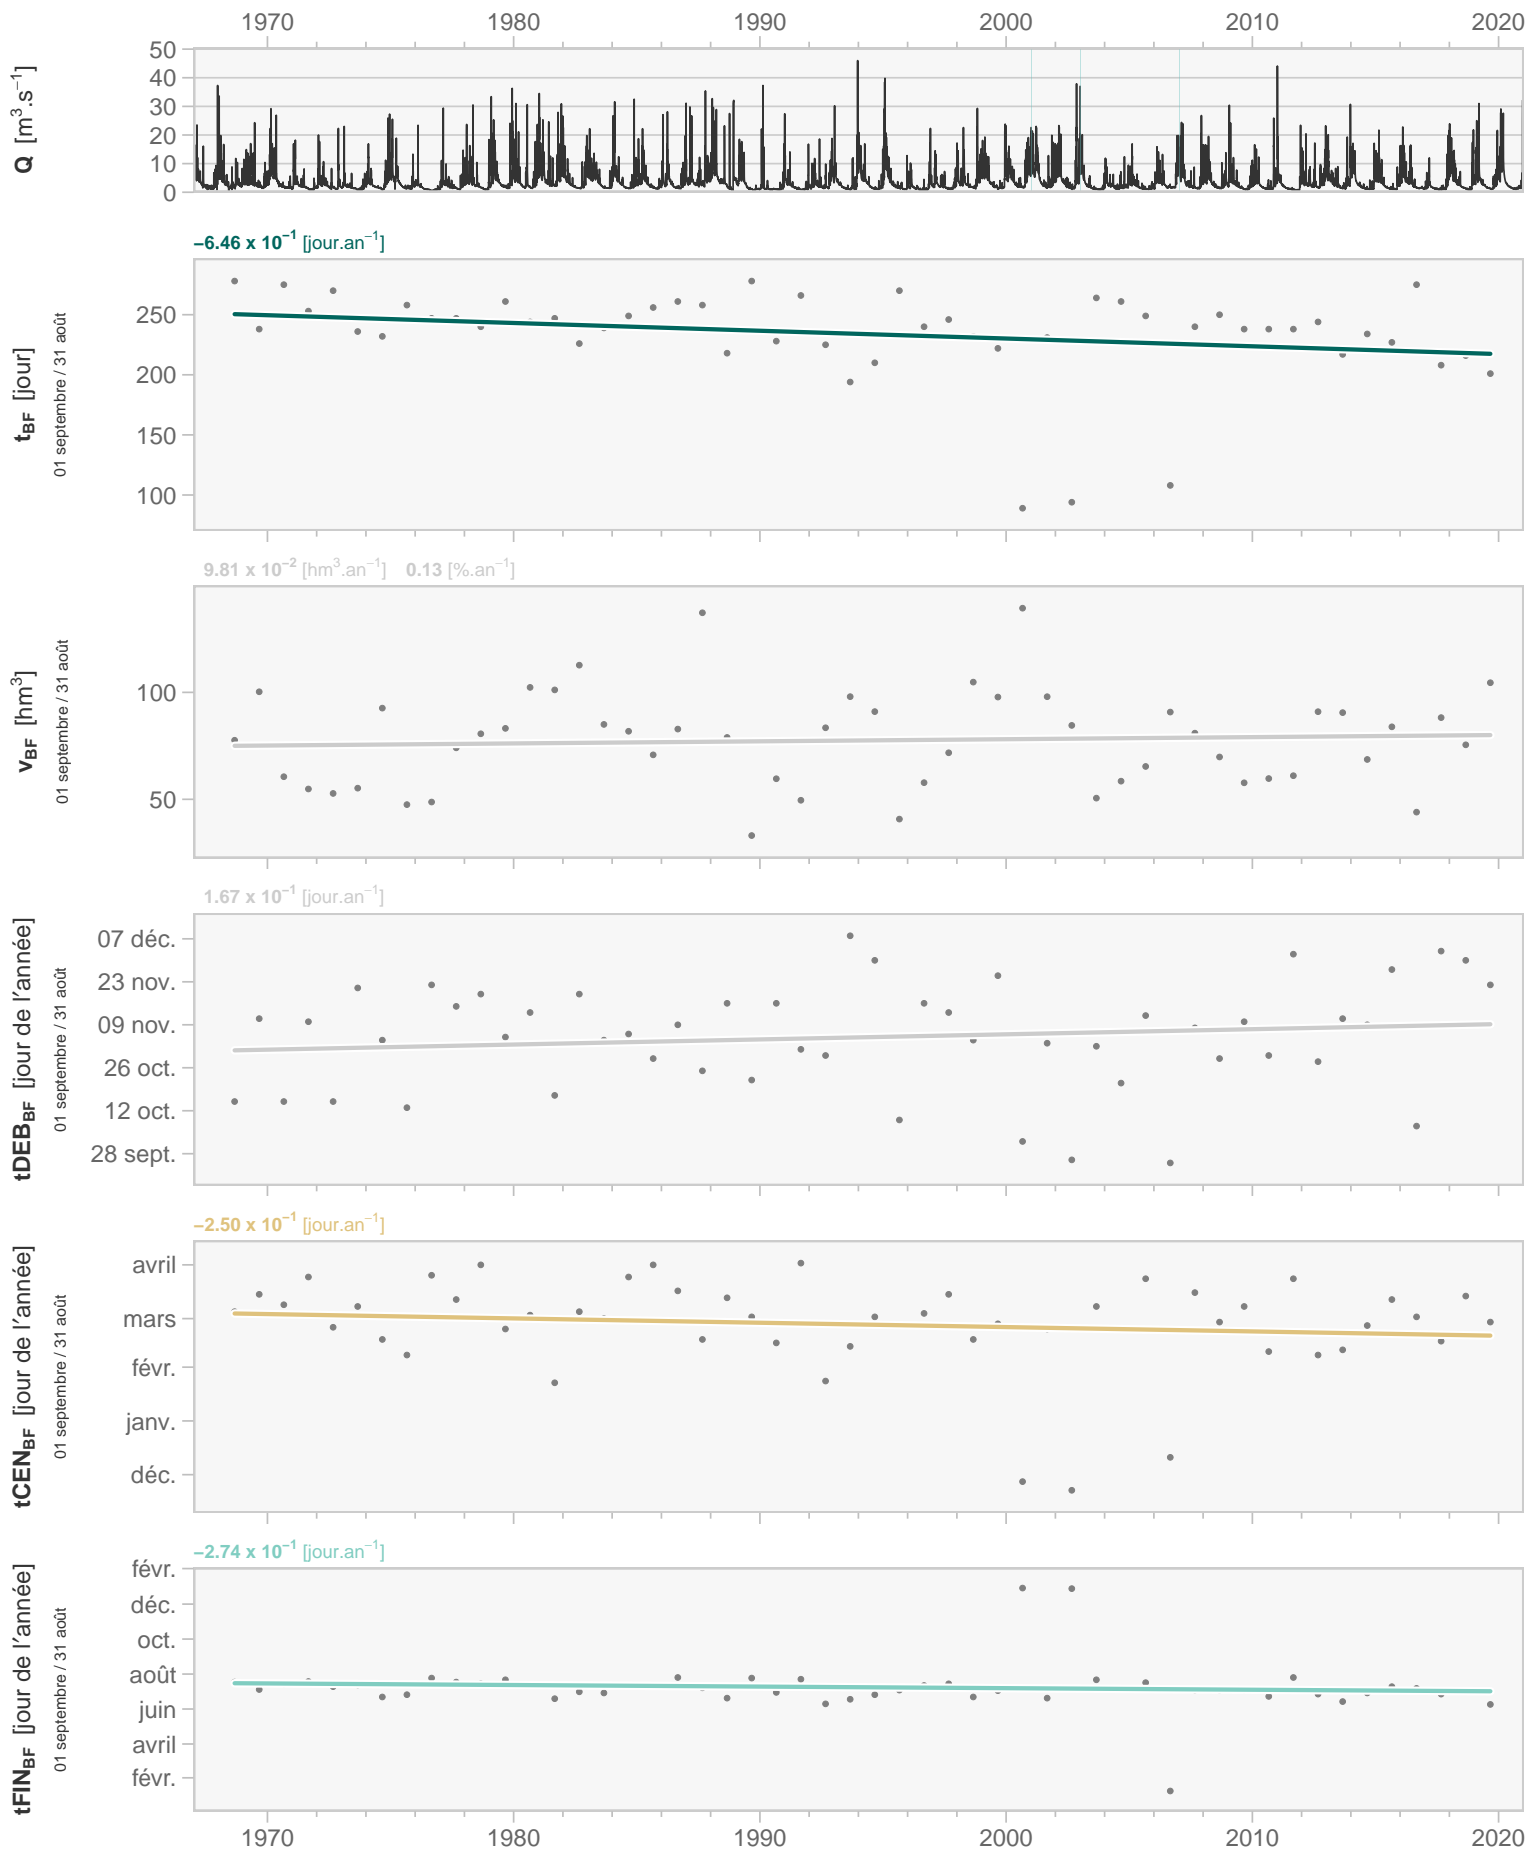 1970 1980 1990 2000 2010 2020
Q [m³.s⁻¹]
50
40
30
20
10
0
−6.46 x 10⁻¹ [jour.an⁻¹]
t_BF [jour]
01 septembre / 31 août
250
200
150
100
9.81 x 10⁻² [hm³.an⁻¹] 0.13 [%.an⁻¹]
v_BF [hm³]
01 septembre / 31 août
100
50
1.67 x 10⁻¹ [jour.an⁻¹]
tDEB_BF [jour de l'année]
01 septembre / 31 août
07 déc.
23 nov.
09 nov.
26 oct.
12 oct.
28 sept.
−2.50 x 10⁻¹ [jour.an⁻¹]
tCEN_BF [jour de l'année]
01 septembre / 31 août
avril
mars
févr.
janv.
déc.
−2.74 x 10⁻¹ [jour.an⁻¹]
tFIN_BF [jour de l'année]
01 septembre / 31 août
févr.
déc.
oct.
août
juin
avril
févr.
1970 1980 1990 2000 2010 2020